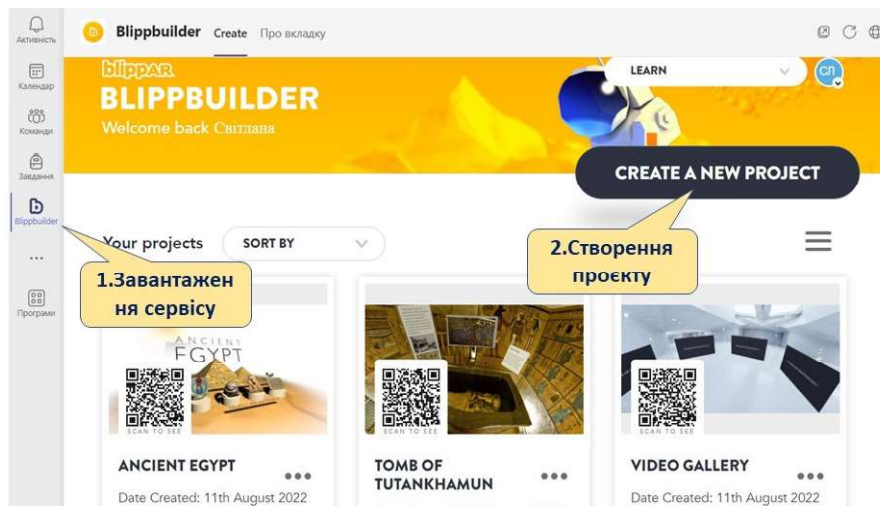 Активність
Календар
Команди
Завдання
Blippbuilder
...
Програми
Blippbuilder Create Про вкладку
blippar
BLIPPBUILDER
Welcome back Світлана
LEARN
СЛ
CREATE A NEW PROJECT
Your projects
SORT BY
1.Завантажен
ня сервісу
2.Створення
проєкту
ANCIENT
EGYPT
SCAN TO SEE
ANCIENT EGYPT
Date Created: 11th August 2022
SCAN TO SEE
TOMB OF
TUTANKHAMUN
SCAN TO SEE
VIDEO GALLERY
Date Created: 11th August 2022